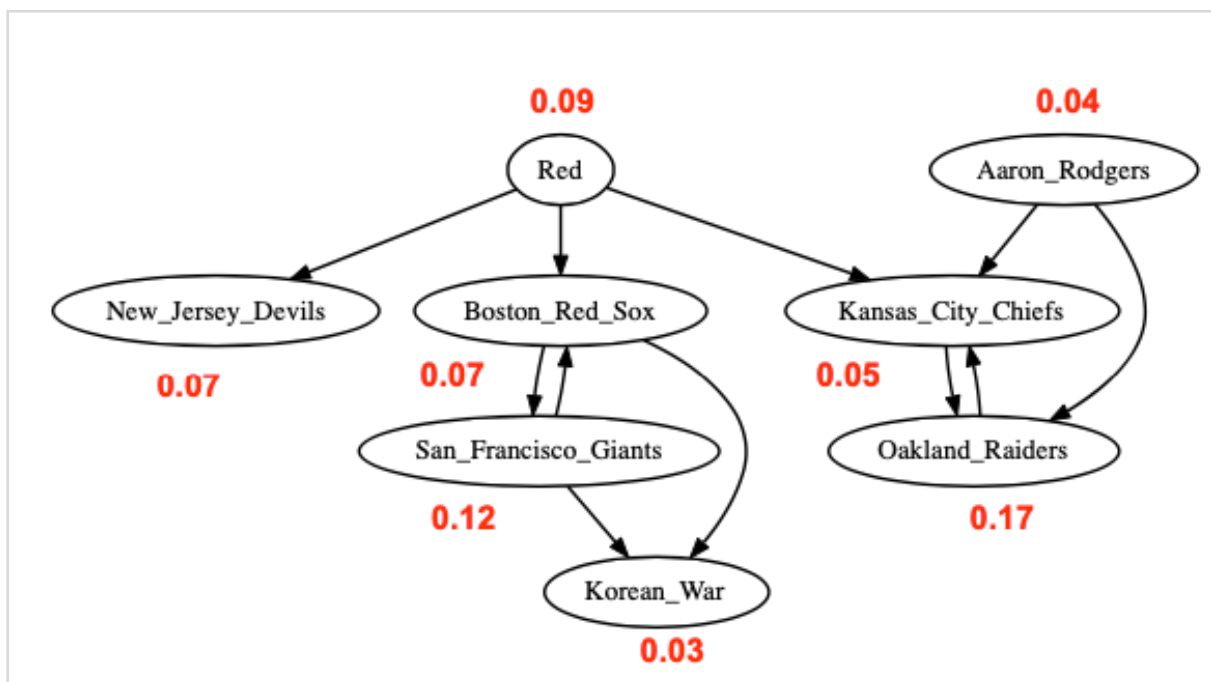 0.09
0.04
Red
Aaron_Rodgers
New_Jersey_Devils
Boston_Red_Sox
Kansas_City_Chiefs
0.07
0.07
0.05
San_Francisco_Giants
Oakland_Raiders
0.12
0.17
Korean_War
0.03